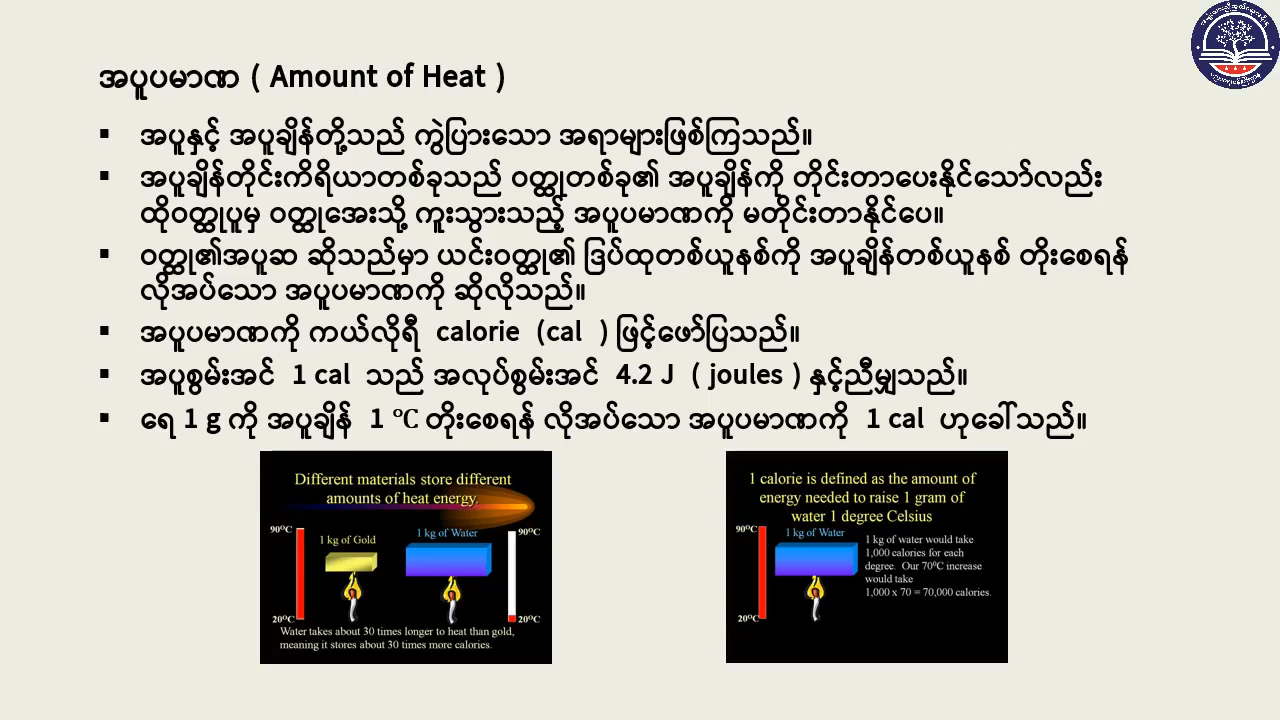 အပူပမာဏ ( Amount of Heat )
▪ အပူနှင့် အပူချိန်တို့သည် ကွဲပြားသော အရာများဖြစ်ကြသည်။
▪ အပူချိန်တိုင်းကိရိယာတစ်ခုသည် ဝတ္ထုတစ်ခု၏ အပူချိန်ကို တိုင်းတာပေးနိုင်သော်လည်း
ထိုဝတ္ထုပူမှ ဝတ္ထုအေးသို့ ကူးသွားသည့် အပူပမာဏကို မတိုင်းတာနိုင်ပေ။
▪ ဝတ္ထု၏အပူဆ ဆိုသည်မှာ ယင်းဝတ္ထု၏ ဒြပ်ထုတစ်ယူနစ်ကို အပူချိန်တစ်ယူနစ် တိုးစေရန်
လိုအပ်သော အပူပမာဏကို ဆိုလိုသည်။
▪ အပူပမာဏကို ကယ်လိုရီ calorie (cal ) ဖြင့်ဖော်ပြသည်။
▪ အပူစွမ်းအင် 1 cal သည် အလုပ်စွမ်းအင် 4.2 J ( joules ) နှင့်ညီမျှသည်။
▪ ရေ 1 g ကို အပူချိန် 1 ℃ တိုးစေရန် လိုအပ်သော အပူပမာဏကို 1 cal ဟုခေါ်သည်။
Different materials store different
amounts of heat energy.
90⁰C
1 kg of Gold
1 kg of Water
90⁰C
20⁰C
20⁰C
Water takes about 30 times longer to heat than gold,
meaning it stores about 30 times more calories.
1 calorie is defined as the amount of
energy needed to raise 1 gram of
water 1 degree Celsius
90⁰C
1 kg of Water
20⁰C
1 kg of water would take
1,000 calories for each
degree. Our 70⁰C increase
would take
1,000 x 70 = 70,000 calories.